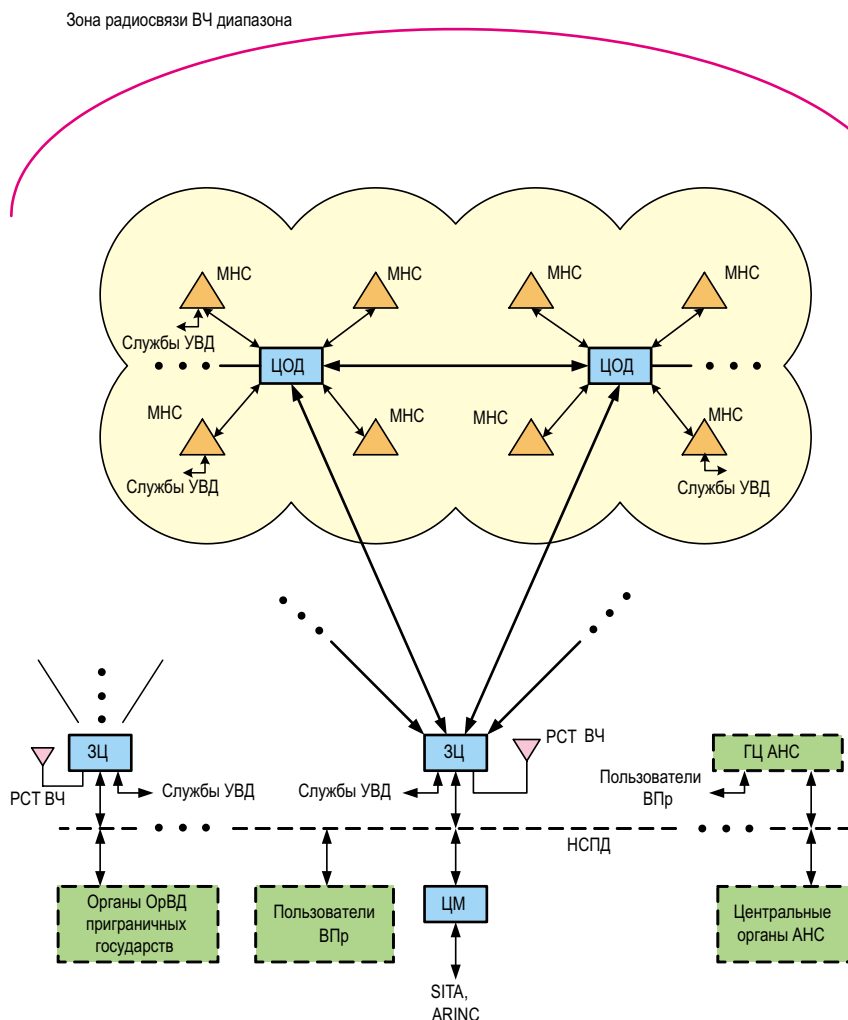 Зона радиосвязи ВЧ диапазона
МНС
МНС
МНС
МНС
Службы УВД
ЦОД
ЦОД
МНС
МНС
МНС
МНС
Службы УВД
Службы УВД
ЗЦ
ЗЦ
РСТ ВЧ
ГЦ АНС
РСТ ВЧ
Службы УВД
Службы УВД
Пользователи
ВПр
НСПД
Органы ОрВД
приграничных
государств
Пользователи
ВПр
ЦМ
Центральные
органы АНС
SITA,
ARINC